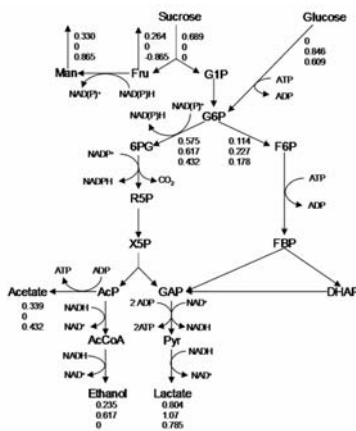 Sucrose
Glucose
0.330
0
0.865
0.264
0
-0.865
0.689
0
0
0
0.846
0.609
Man
Fru
G1P
NAD(P)⁺
NAD(P)H
ATP
ADP
NAD(P)H
NAD(P)⁺
G6P
6PG
0.575
0.617
0.432
0.114
0.227
0.178
F6P
NADP⁺
NADPH
CO₂
ATP
ADP
R5P
X5P
FBP
ATP
ADP
Acetate
0.339
0
0.432
AcP
GAP
DHAP
NADH
NAD⁺
2 ADP
2ATP
NAD⁺
NADH
AcCoA
Pyr
NADH
NAD⁺
NADH
NAD⁺
Ethanol
0.235
0.617
0
Lactate
0.804
1.07
0.785